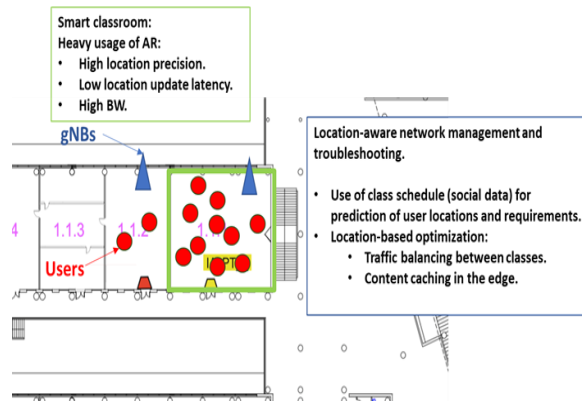 Smart classroom:
Heavy usage of AR:
• High location precision.
• Low location update latency.
• High BW.
gNBs
Location-aware network management and
troubleshooting.
• Use of class schedule (social data) for
prediction of user locations and requirements.
• Location-based optimization:
• Traffic balancing between classes.
• Content caching in the edge.
4
1.1.3
1.1.2
Users